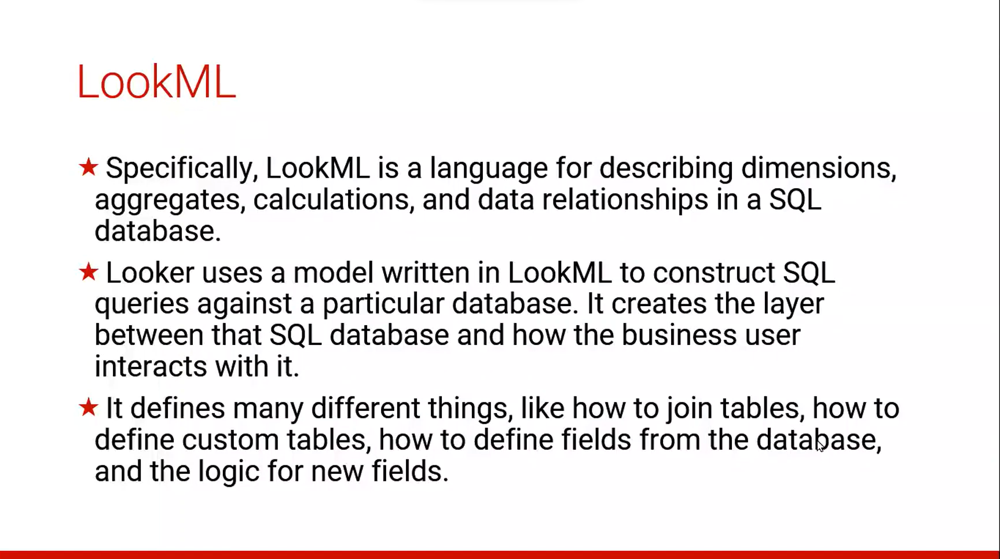 LookML
★ Specifically, LookML is a language for describing dimensions,
aggregates, calculations, and data relationships in a SQL
database.
★ Looker uses a model written in LookML to construct SQL
queries against a particular database. It creates the layer
between that SQL database and how the business user
interacts with it.
★ It defines many different things, like how to join tables, how to
define custom tables, how to define fields from the database,
and the logic for new fields.